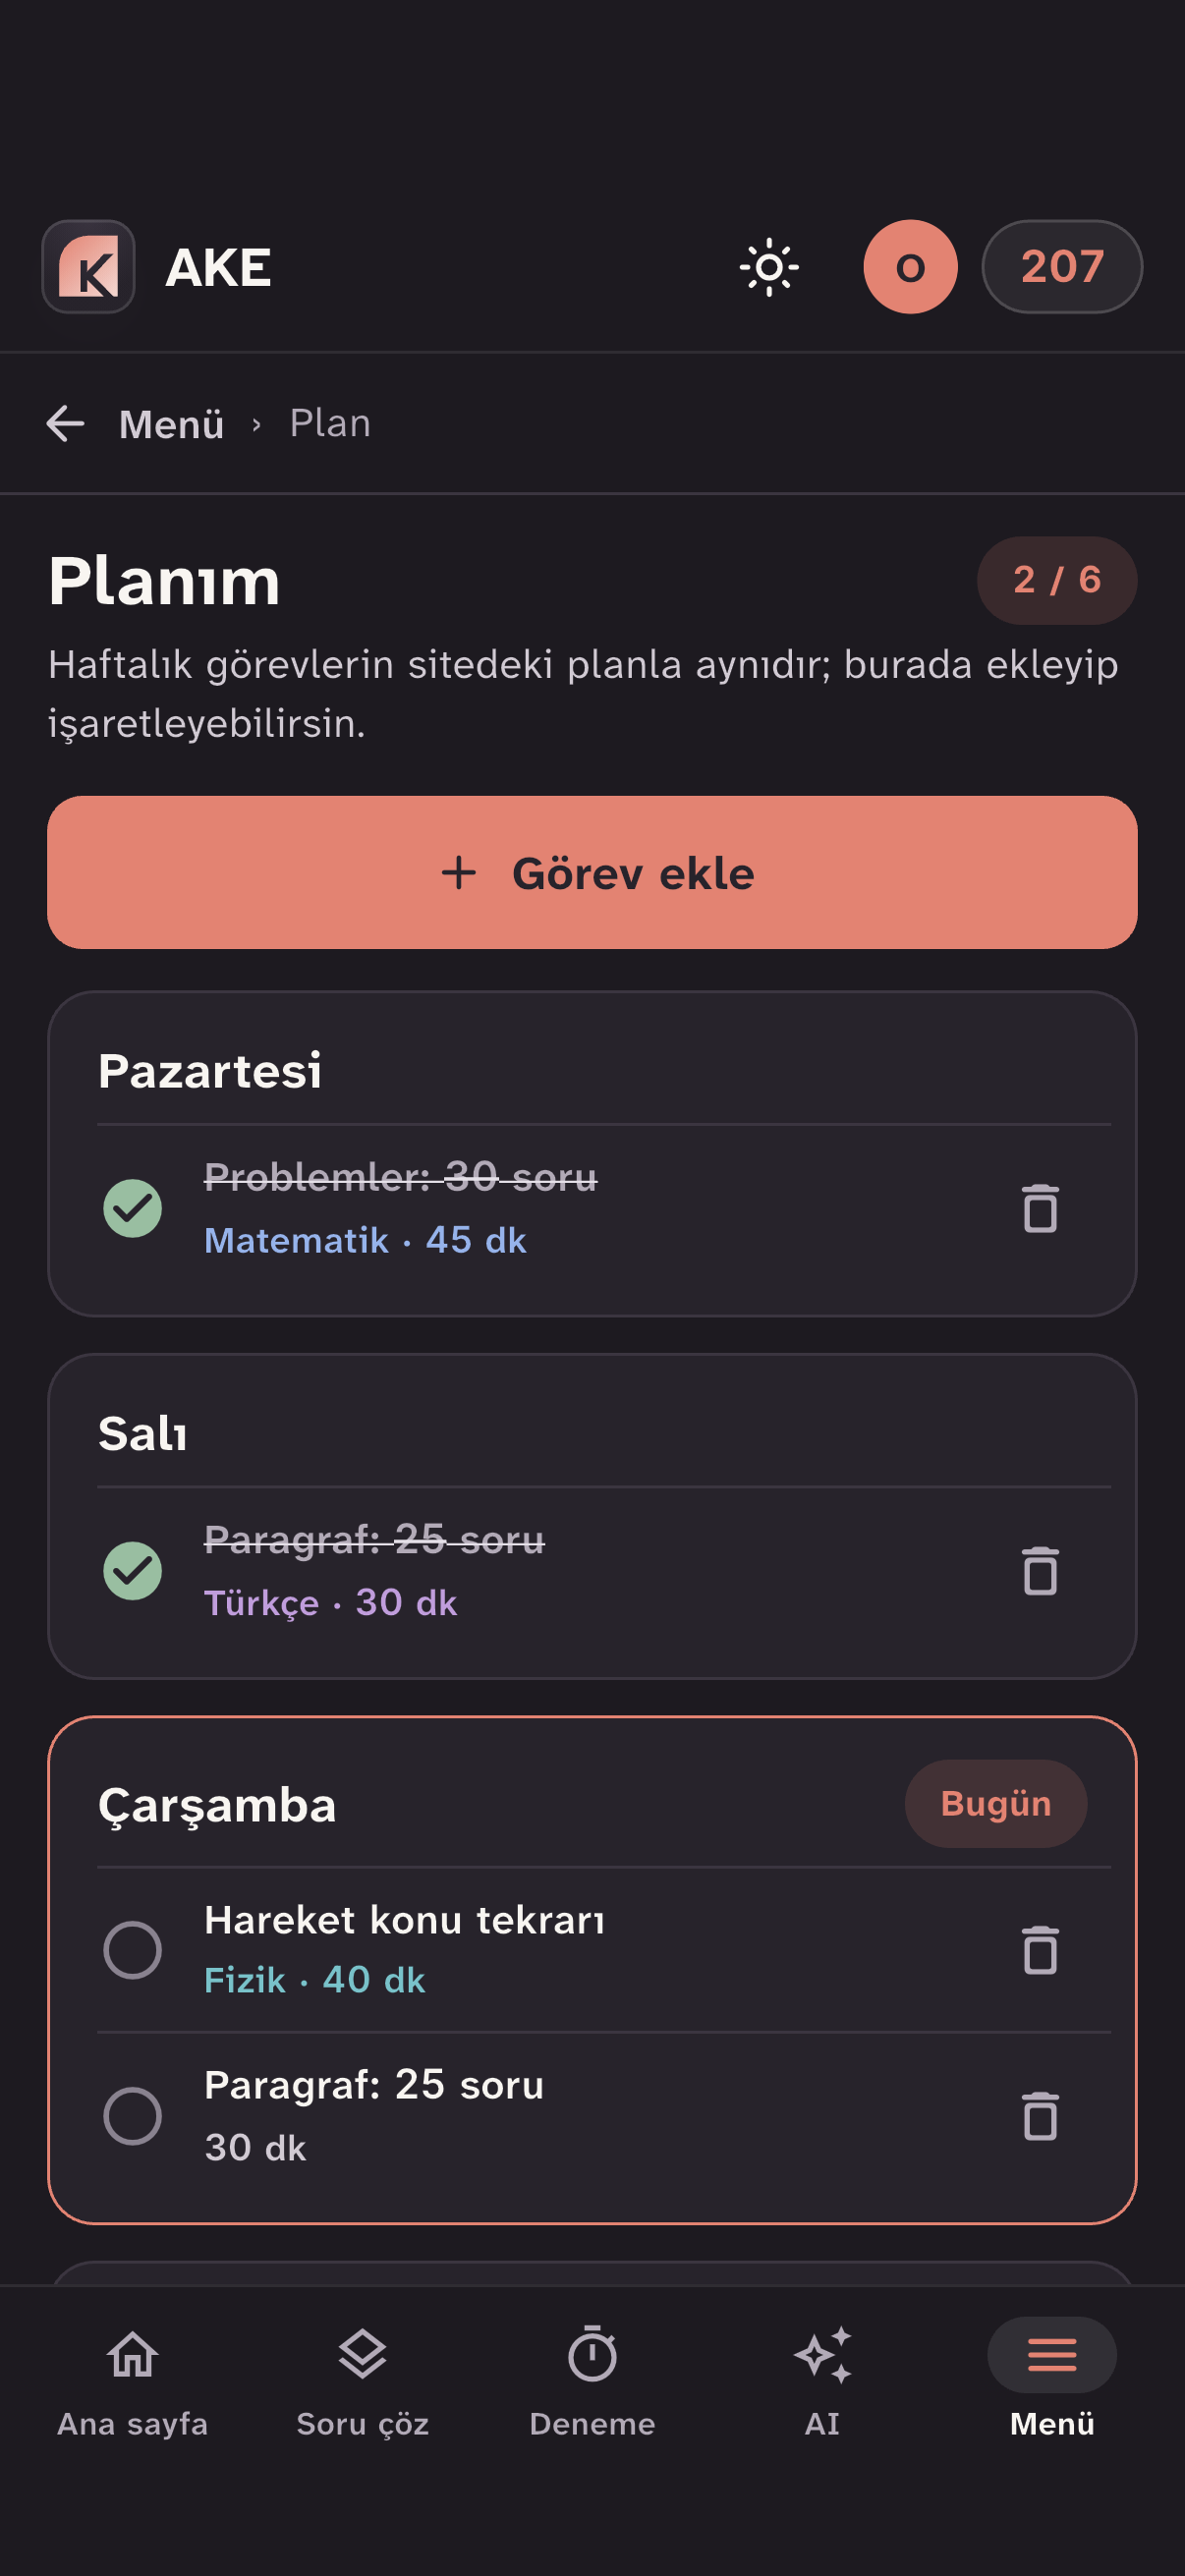 K
AKE
O
207
Menü › Plan
Planım
2 / 6
Haftalık görevlerin sitedeki planla aynıdır; burada ekleyip
işaretleyebilirsin.
+ Görev ekle
Pazartesi
Problemler: 30 soru
Matematik · 45 dk
Salı
Paragraf: 25 soru
Türkçe · 30 dk
Çarşamba
Bugün
Hareket konu tekrarı
Fizik · 40 dk
Paragraf: 25 soru
30 dk
Ana sayfa
Soru çöz
Deneme
AI
Menü